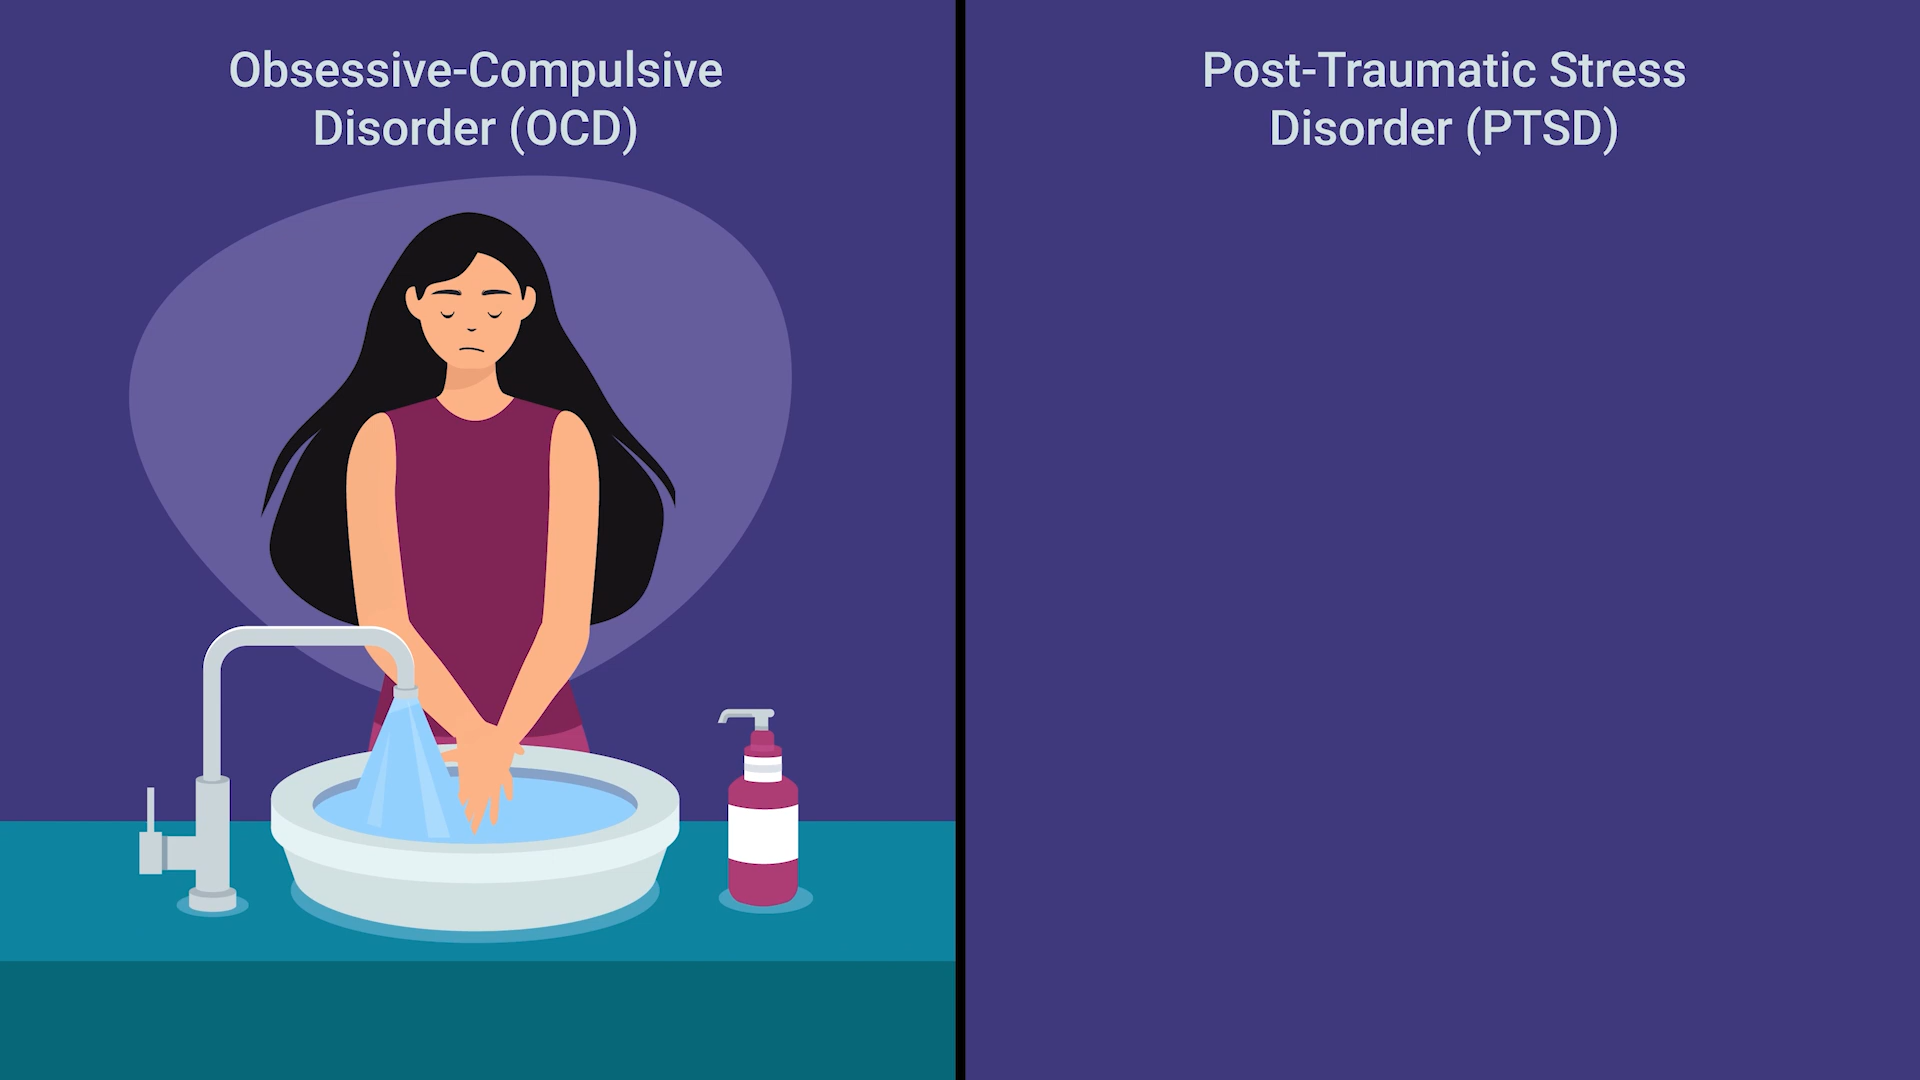 Obsessive-Compulsive
Disorder (OCD)
Post-Traumatic Stress
Disorder (PTSD)